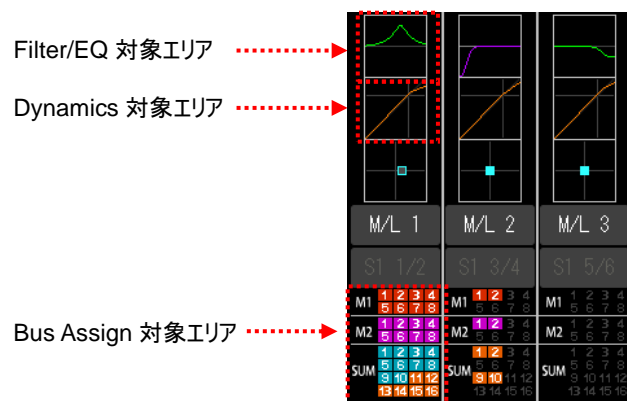 Filter/EQ 対象エリア
Dynamics 対象エリア
M/L 1 M/L 2 M/L 3
S1 1/2 S1 3/4 S1 5/6
Bus Assign 対象エリア
M1 1 2 3 4 M1 1 2 3 4 M1 1 2 3 4
5 6 7 8 5 6 7 8 5 6 7 8
M2 1 2 3 4 M2 1 2 3 4 M2 1 2 3 4
5 6 7 8 5 6 7 8 5 6 7 8
SUM 1 2 3 4 SUM 1 2 3 4 SUM 1 2 3 4
5 6 7 8 5 6 7 8 5 6 7 8
9 10 11 12 9 10 11 12 9 10 11 12
13 14 15 16 13 14 15 16 13 14 15 16